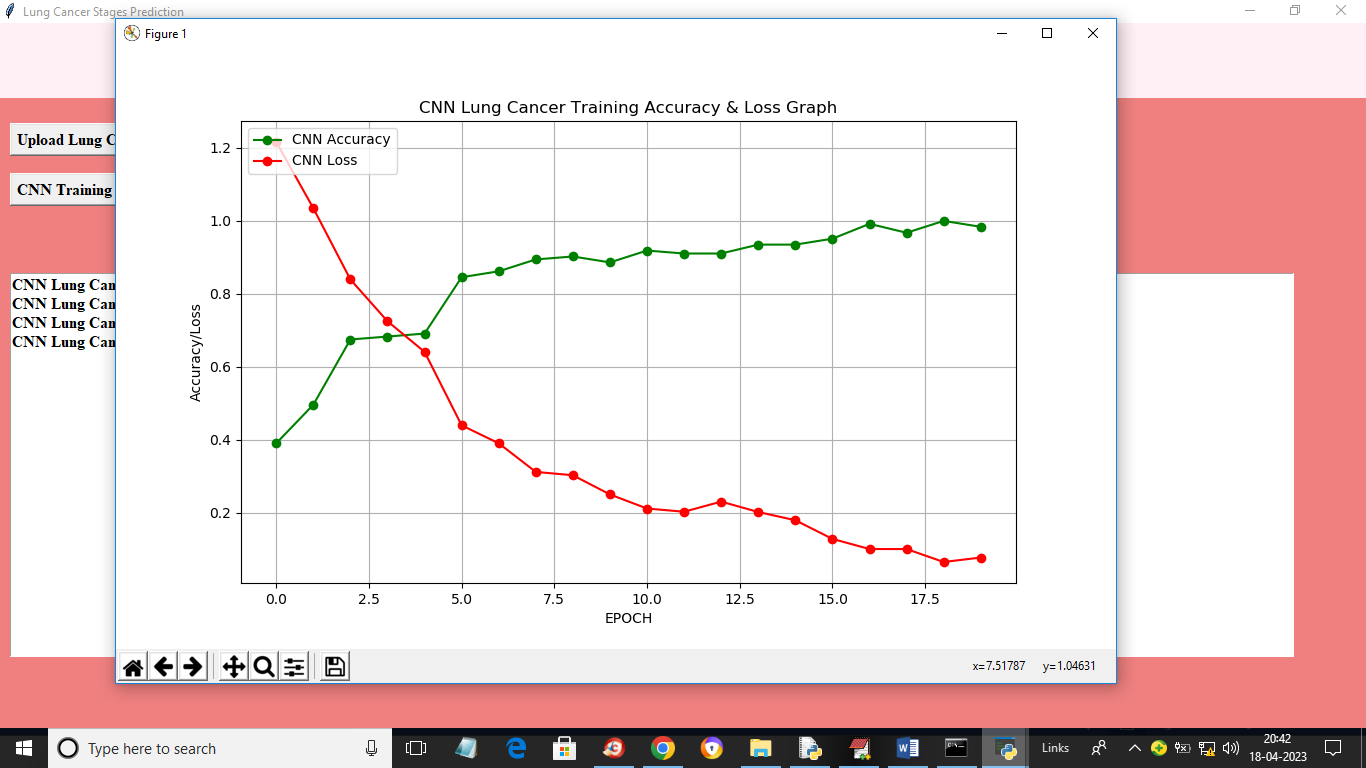 Lung Cancer Stages Prediction
Figure 1
Upload Lung C
CNN Training
CNN Lung Can
CNN Lung Can
CNN Lung Can
CNN Lung Can
CNN Lung Cancer Training Accuracy & Loss Graph
CNN Accuracy
CNN Loss
1.2
1.0
0.8
0.6
0.4
0.2
Accuracy/Loss
0.0 2.5 5.0 7.5 10.0 12.5 15.0 17.5
EPOCH
x=7.51787 y=1.04631
Type here to search
Links
20:42
18-04-2023